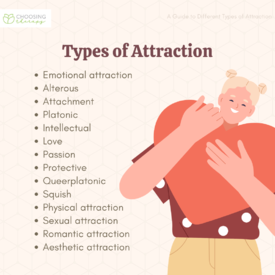 CHOOSING
therapy
A Guide to Different Types of Attraction
Types of Attraction
Emotional attraction
Alterous
Attachment
Platonic
Intellectual
Love
Passion
Protective
Queerplatonic
Squish
Physical attraction
Sexual attraction
Romantic attraction
Aesthetic attraction